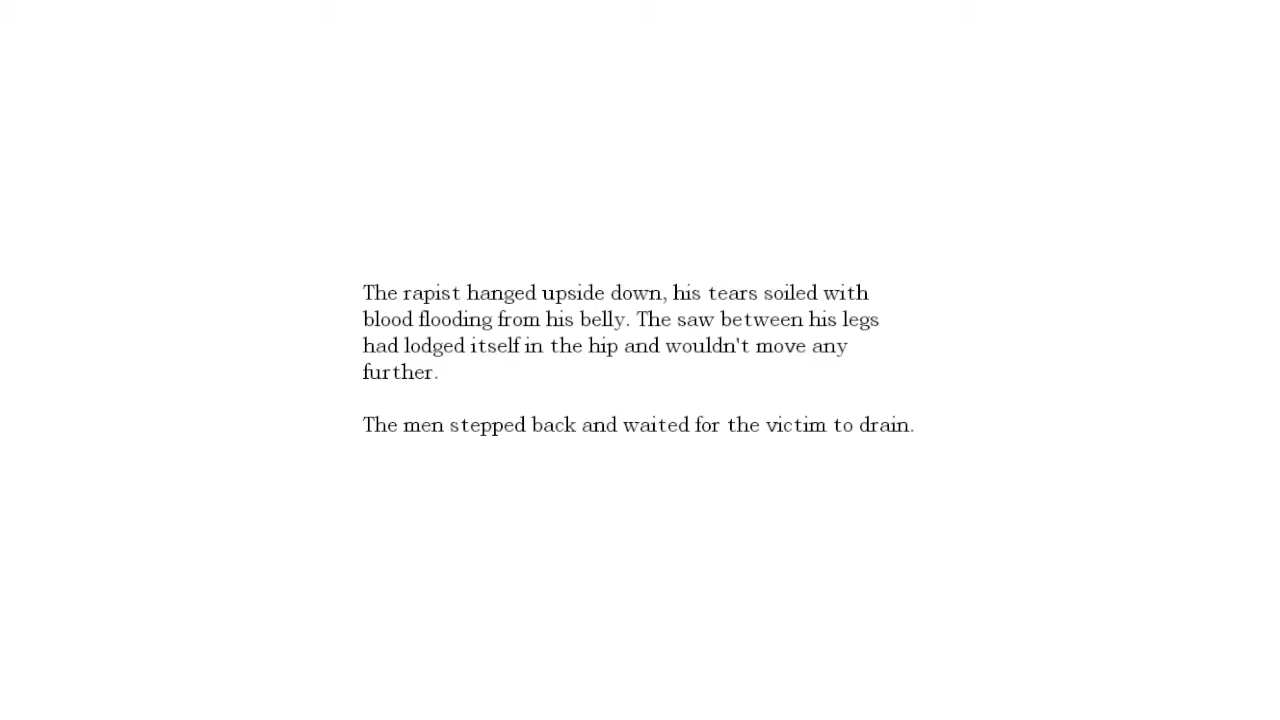 The rapist hanged upside down, his tears soiled with
blood flooding from his belly. The saw between his legs
had lodged itself in the hip and wouldn't move any
further.
The men stepped back and waited for the victim to drain.